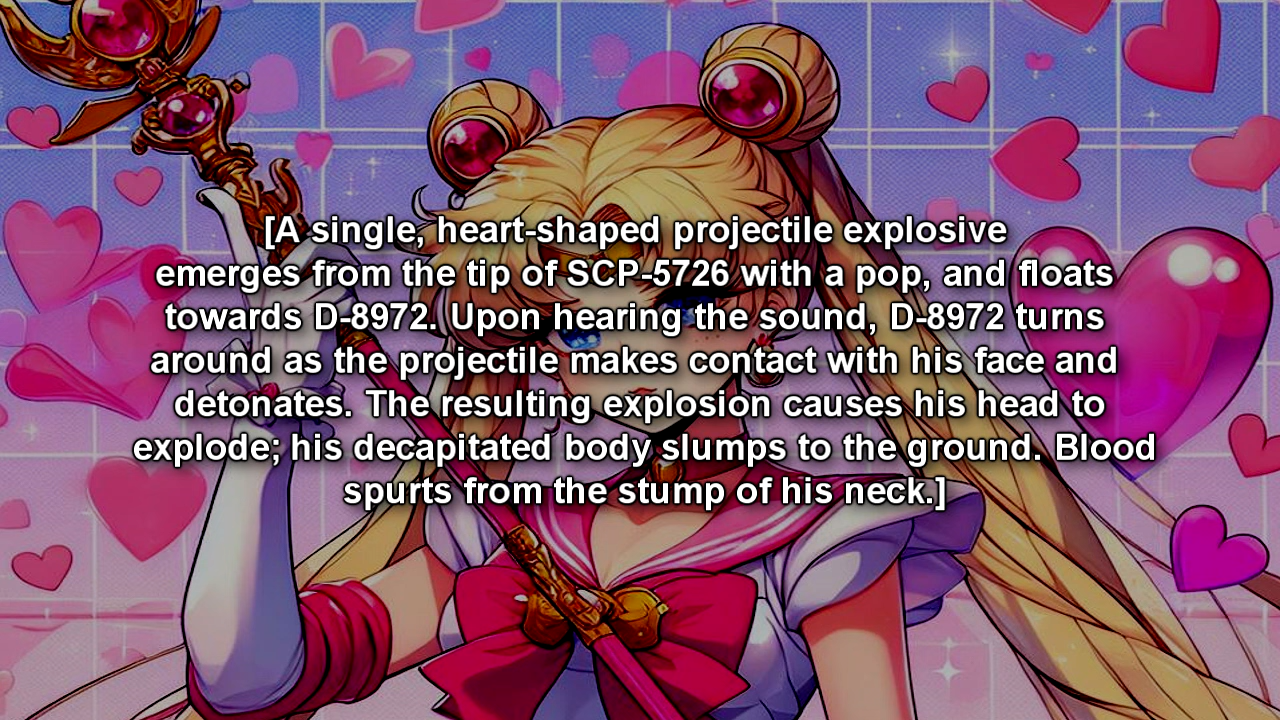 [A single, heart-shaped projectile explosive
emerges from the tip of SCP-5726 with a pop, and floats
towards D-8972. Upon hearing the sound, D-8972 turns
around as the projectile makes contact with his face and
detonates. The resulting explosion causes his head to
explode; his decapitated body slumps to the ground. Blood
spurts from the stump of his neck.]